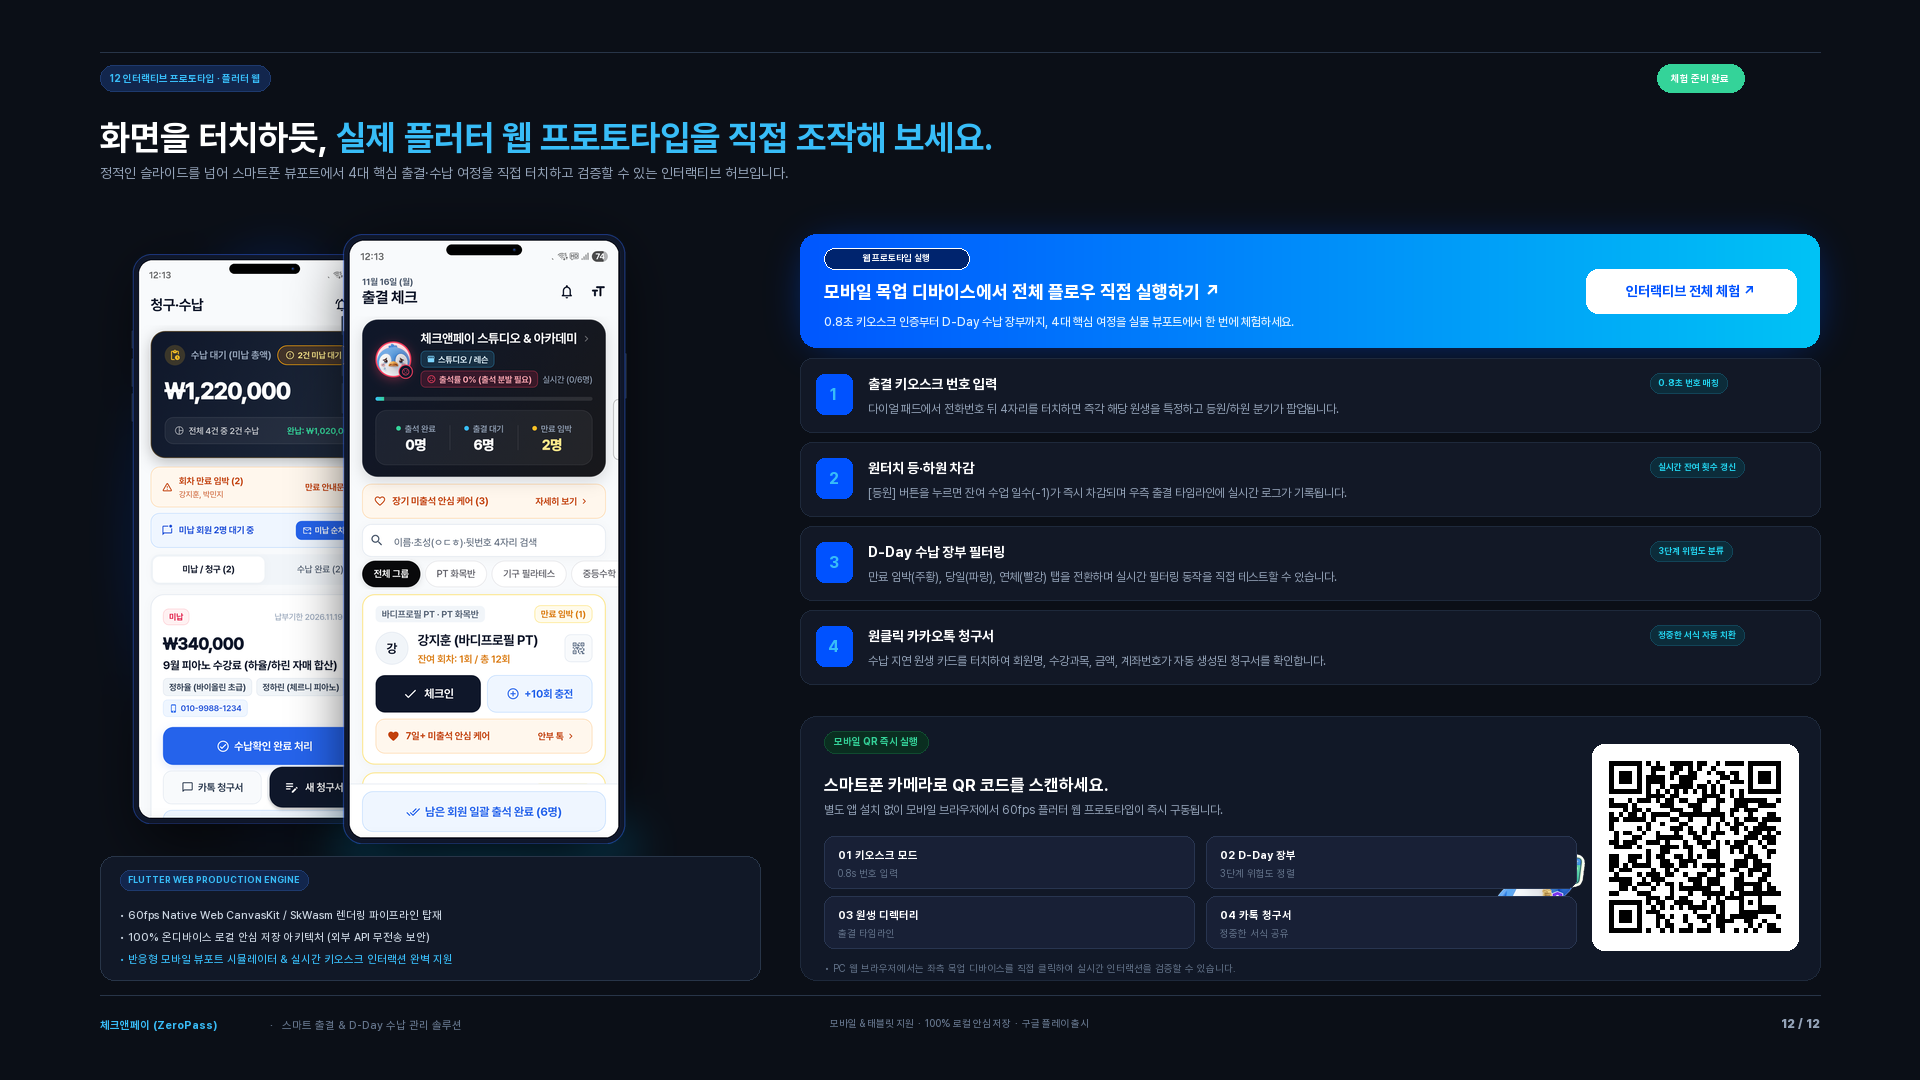 12 인터랙티브 프로토타입 · 플러터 웹
체험 준비 완료
화면을 터치하듯, 실제 플러터 웹 프로토타입을 직접 조작해 보세요.
정적인 슬라이드를 넘어 스마트폰 뷰포트에서 4대 핵심 출결·수납 여정을 직접 터치하고 검증할 수 있는 인터랙티브 허브입니다.
12:13
청구·수납
수납 대기 (미납 총액)
2건 미납 대기
₩1,220,000
전체 4건 중 2건 수납
완납: ₩1,020,0
회차 만료 임박 (2)
강지훈, 박민지
만료 안내문
미납 회원 2명 대기 중
미납 순차
미납 / 청구 (2)
수납 완료 (2)
미납
납부기한 2026.11.19
₩340,000
9월 피아노 수강료 (하율/하린 자매 합산)
정하율 (바이올린 초급)
정하린 (체르니 피아노)
010-9988-1234
수납확인 완료 처리
카톡 청구서
새 청구서
12:13
74
11월 16일 (월)
출결 체크
체크앤페이 스튜디오 & 아카데미
스튜디오 / 레슨
출석률 0% (출석 분발 필요)
실시간 (0/6명)
출석 완료
0명
출결 대기
6명
만료 임박
2명
장기 미출석 안심 케어 (3)
자세히 보기
이름·초성(ㅇㄷㅎ)·뒷번호 4자리 검색
전체 그룹
PT 화목반
기구 필라테스
중등수학
바디프로필 PT · PT 화목반
만료 임박 (1)
강
강지훈 (바디프로필 PT)
잔여 회차: 1회 / 총 12회
체크인
+10회 충전
7일+ 미출석 안심 케어
안부 톡
남은 회원 일괄 출석 완료 (6명)
FLUTTER WEB PRODUCTION ENGINE
• 60fps Native Web CanvasKit / SkWasm 렌더링 파이프라인 탑재
• 100% 온디바이스 로컬 안심 저장 아키텍처 (외부 API 무전송 보안)
• 반응형 모바일 뷰포트 시뮬레이터 & 실시간 키오스크 인터랙션 완벽 지원
웹 프로토타입 실행
모바일 목업 디바이스에서 전체 플로우 직접 실행하기 ↗
0.8초 키오스크 인증부터 D-Day 수납 장부까지, 4대 핵심 여정을 실물 뷰포트에서 한 번에 체험하세요.
인터랙티브 전체 체험 ↗
1
출결 키오스크 번호 입력
0.8초 번호 매칭
다이얼 패드에서 전화번호 뒤 4자리를 터치하면 즉각 해당 원생을 특정하고 등원/하원 분기가 팝업됩니다.
2
원터치 등·하원 차감
실시간 잔여 횟수 갱신
[등원] 버튼을 누르면 잔여 수업 일수(-1)가 즉시 차감되며 우측 출결 타임라인에 실시간 로그가 기록됩니다.
3
D-Day 수납 장부 필터링
3단계 위험도 분류
만료 임박(주황), 당일(파랑), 연체(빨강) 탭을 전환하며 실시간 필터링 동작을 직접 테스트할 수 있습니다.
4
원클릭 카카오톡 청구서
정중한 서식 자동 치환
수납 지연 원생 카드를 터치하여 회원명, 수강과목, 금액, 계좌번호가 자동 생성된 청구서를 확인합니다.
모바일 QR 즉시 실행
스마트폰 카메라로 QR 코드를 스캔하세요.
별도 앱 설치 없이 모바일 브라우저에서 60fps 플러터 웹 프로토타입이 즉시 구동됩니다.
01 키오스크 모드
0.8s 번호 입력
02 D-Day 장부
3단계 위험도 정렬
03 원생 디렉터리
출결 타임라인
04 카톡 청구서
정중한 서식 공유
• PC 웹 브라우저에서는 좌측 목업 디바이스를 직접 클릭하여 실시간 인터랙션을 검증할 수 있습니다.
체크앤페이 (ZeroPass) · 스마트 출결 & D-Day 수납 관리 솔루션
모바일 & 태블릿 지원 · 100% 로컬 안심 저장 · 구글 플레이 출시
12 / 12